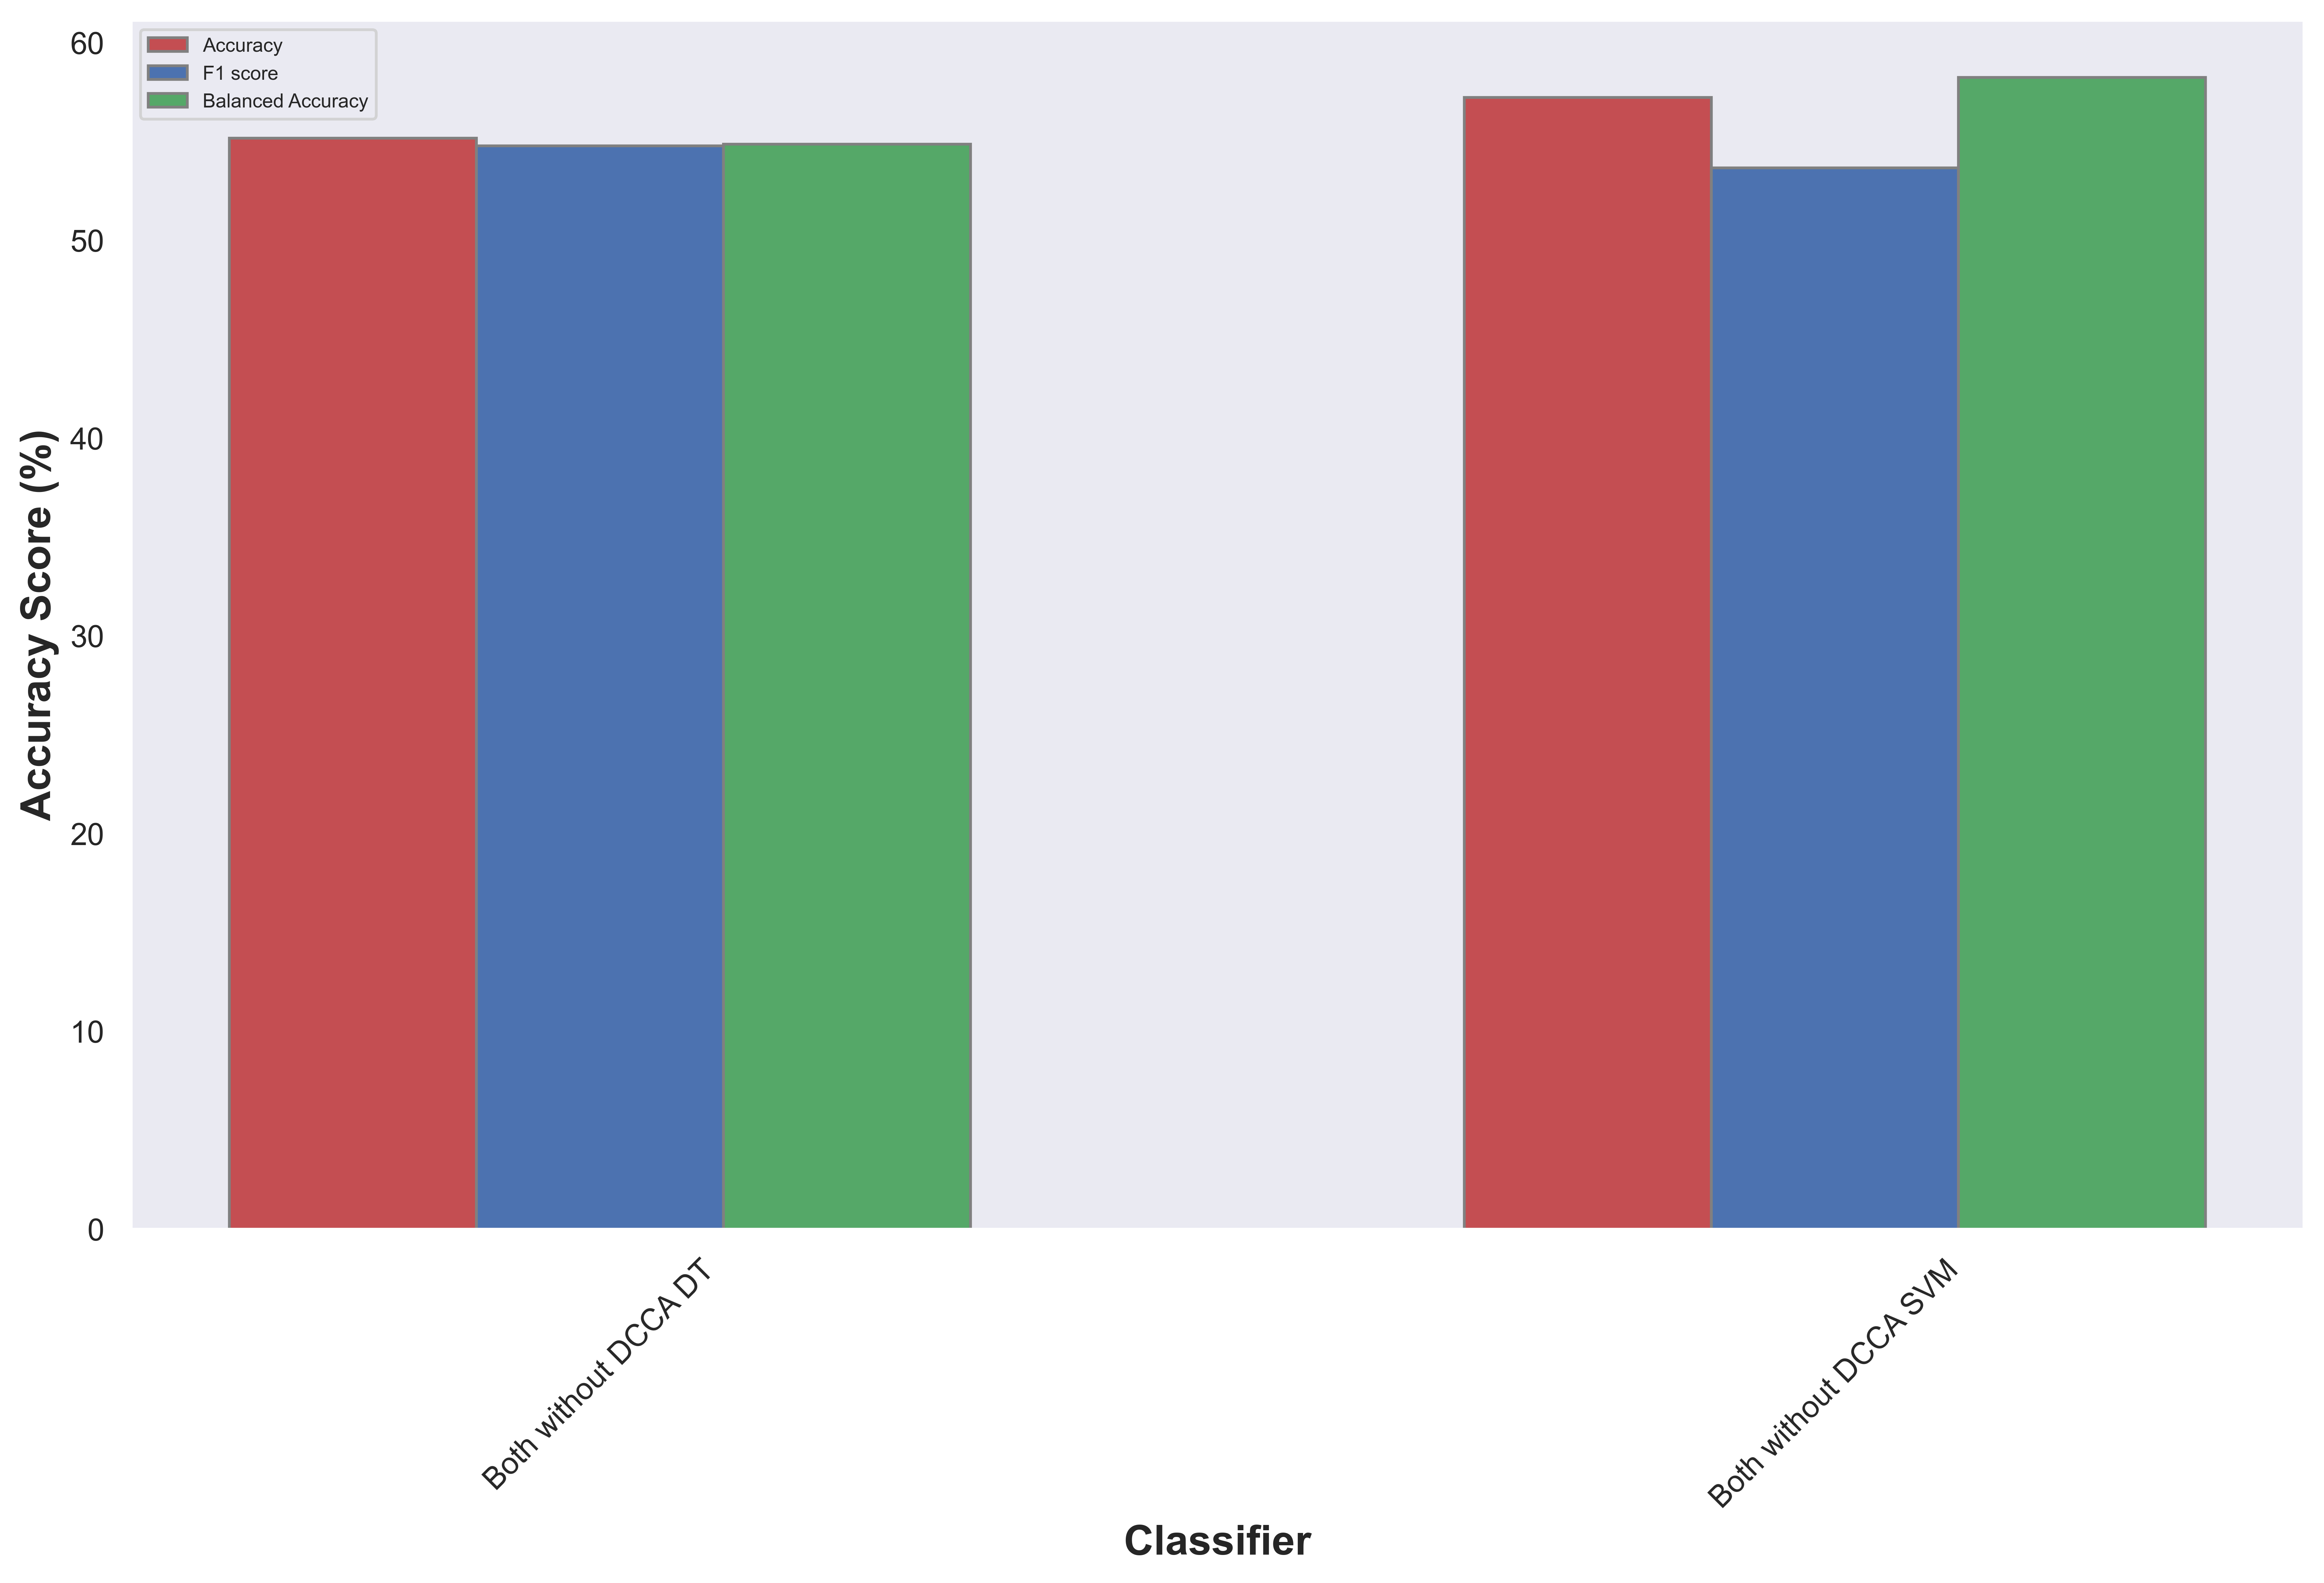 Accuracy
F1 score
Balanced Accuracy
60
50
40
30
20
10
0
Accuracy Score (%)
Both without DCCA DT
Both without DCCA SVM
Classifier